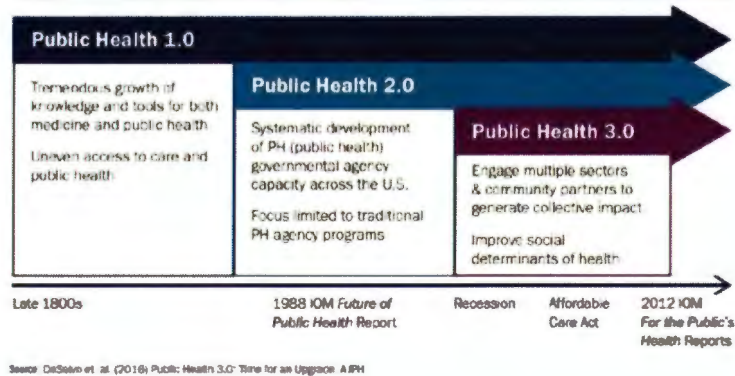 Public Health 1.0
Tremendous growth of
knowledge and tools for both
medicine and public health
Uneven access to care and
public health
Public Health 2.0
Systematic development
of PH (public health)
governmental agency
capacity across the U.S.
Focus limited to traditional
PH agency programs
Public Health 3.0
Engage multiple sectors
& community partners to
generate collective impact
Improve social
determinants of health
Late 1800s
1988 IOM Future of
Public Health Report
Recession
Affordable
Care Act
2012 IOM
For the Public's
Health Reports
Source: DeSalvo et. al. (2016) Public Health 3.0: Time for an Upgrade. AJPH